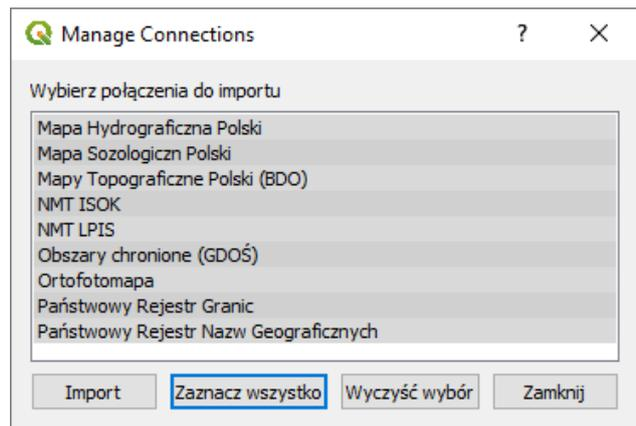 Manage Connections
Wybierz połączenia do importu
Mapa Hydrograficzna Polski
Mapa Sozologiczn Polski
Mapy Topograficzne Polski (BDO)
NMT ISOK
NMT LPIS
Obszary chronione (GDOŚ)
Ortofotomapa
Państwowy Rejestr Granic
Państwowy Rejestr Nazw Geograficznych
Import Zaznacz wszystko Wyczyść wybór Zamknij